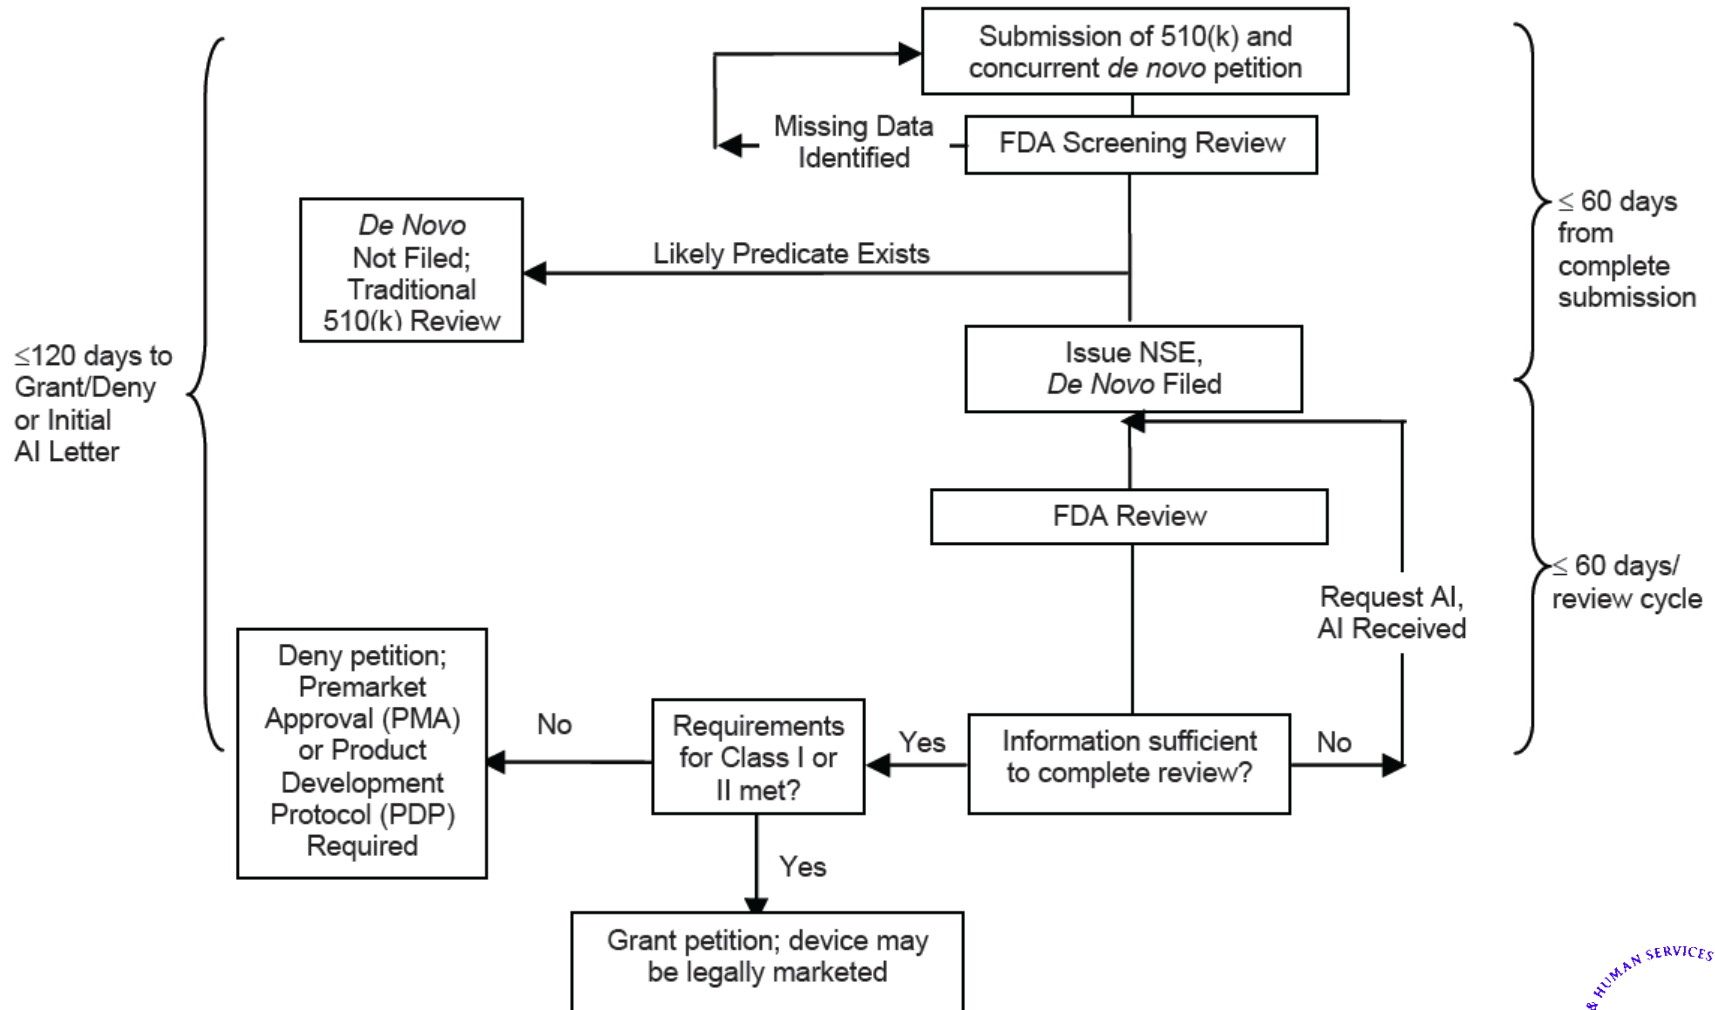 Submission of 510(k) and
concurrent de novo petition
Missing Data
Identified
FDA Screening Review
≤ 60 days
from
complete
submission
De Novo
Not Filed;
Traditional
510(k) Review
Likely Predicate Exists
Issue NSE,
De Novo Filed
≤120 days to
Grant/Deny
or Initial
AI Letter
FDA Review
≤ 60 days/
review cycle
Request AI,
AI Received
Deny petition;
Premarket
Approval (PMA)
or Product
Development
Protocol (PDP)
Required
No
Requirements
for Class I or
II met?
Yes
Information sufficient
to complete review?
No
Yes
Grant petition; device may
be legally marketed
& HUMAN SERVICES